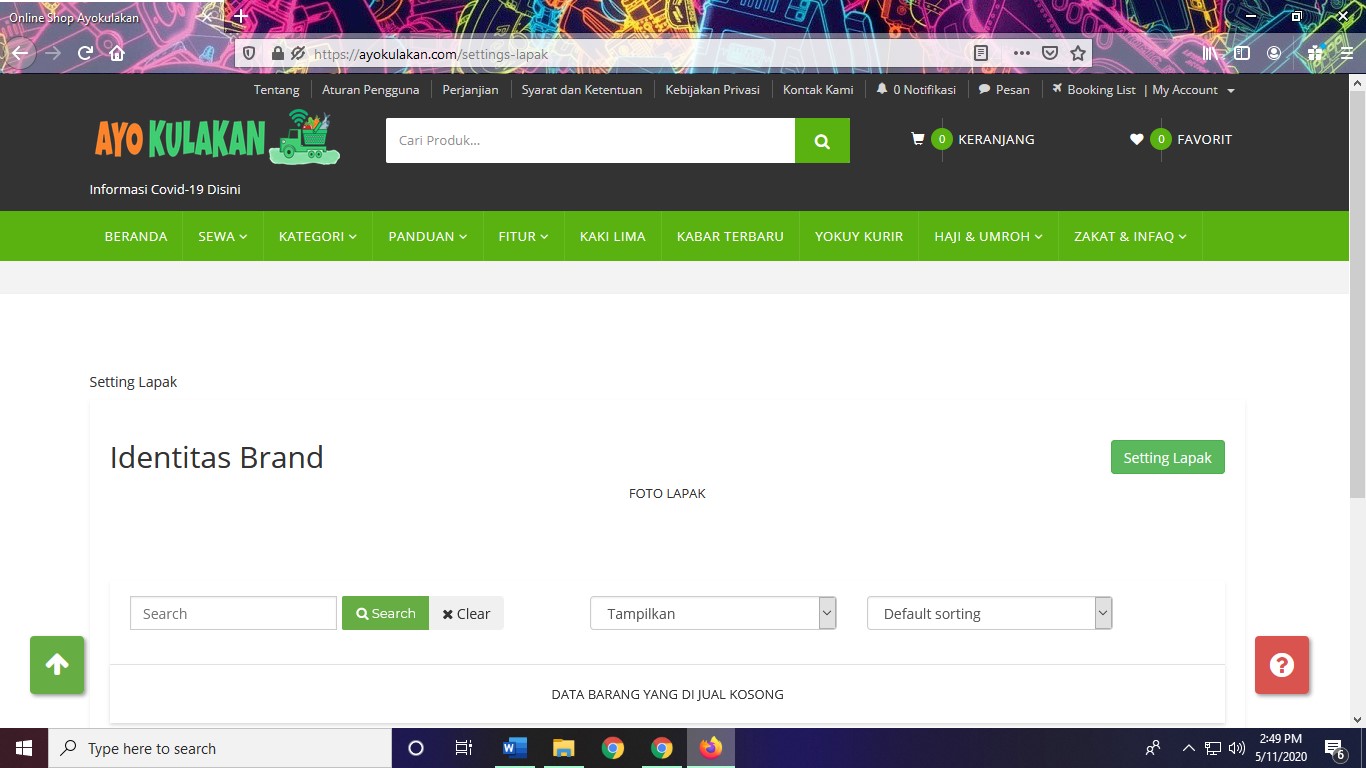 Online Shop Ayokulakan
https://ayokulakan.com/settings-lapak
Tentang Aturan Pengguna Perjanjian Syarat dan Ketentuan Kebijakan Privasi Kontak Kami 0 Notifikasi Pesan Booking List | My Account
AYO KULAKAN
Cari Produk...
0 KERANJANG
0 FAVORIT
Informasi Covid-19 Disini
BERANDA SEWA KATEGORI PANDUAN FITUR KAKI LIMA KABAR TERBARU YOKUY KURIR HAJI & UMROH ZAKAT & INFAQ
Setting Lapak
Identitas Brand
Setting Lapak
FOTO LAPAK
Search Search Clear Tampilkan Default sorting
DATA BARANG YANG DI JUAL KOSONG
Type here to search
2:49 PM
5/11/2020
6